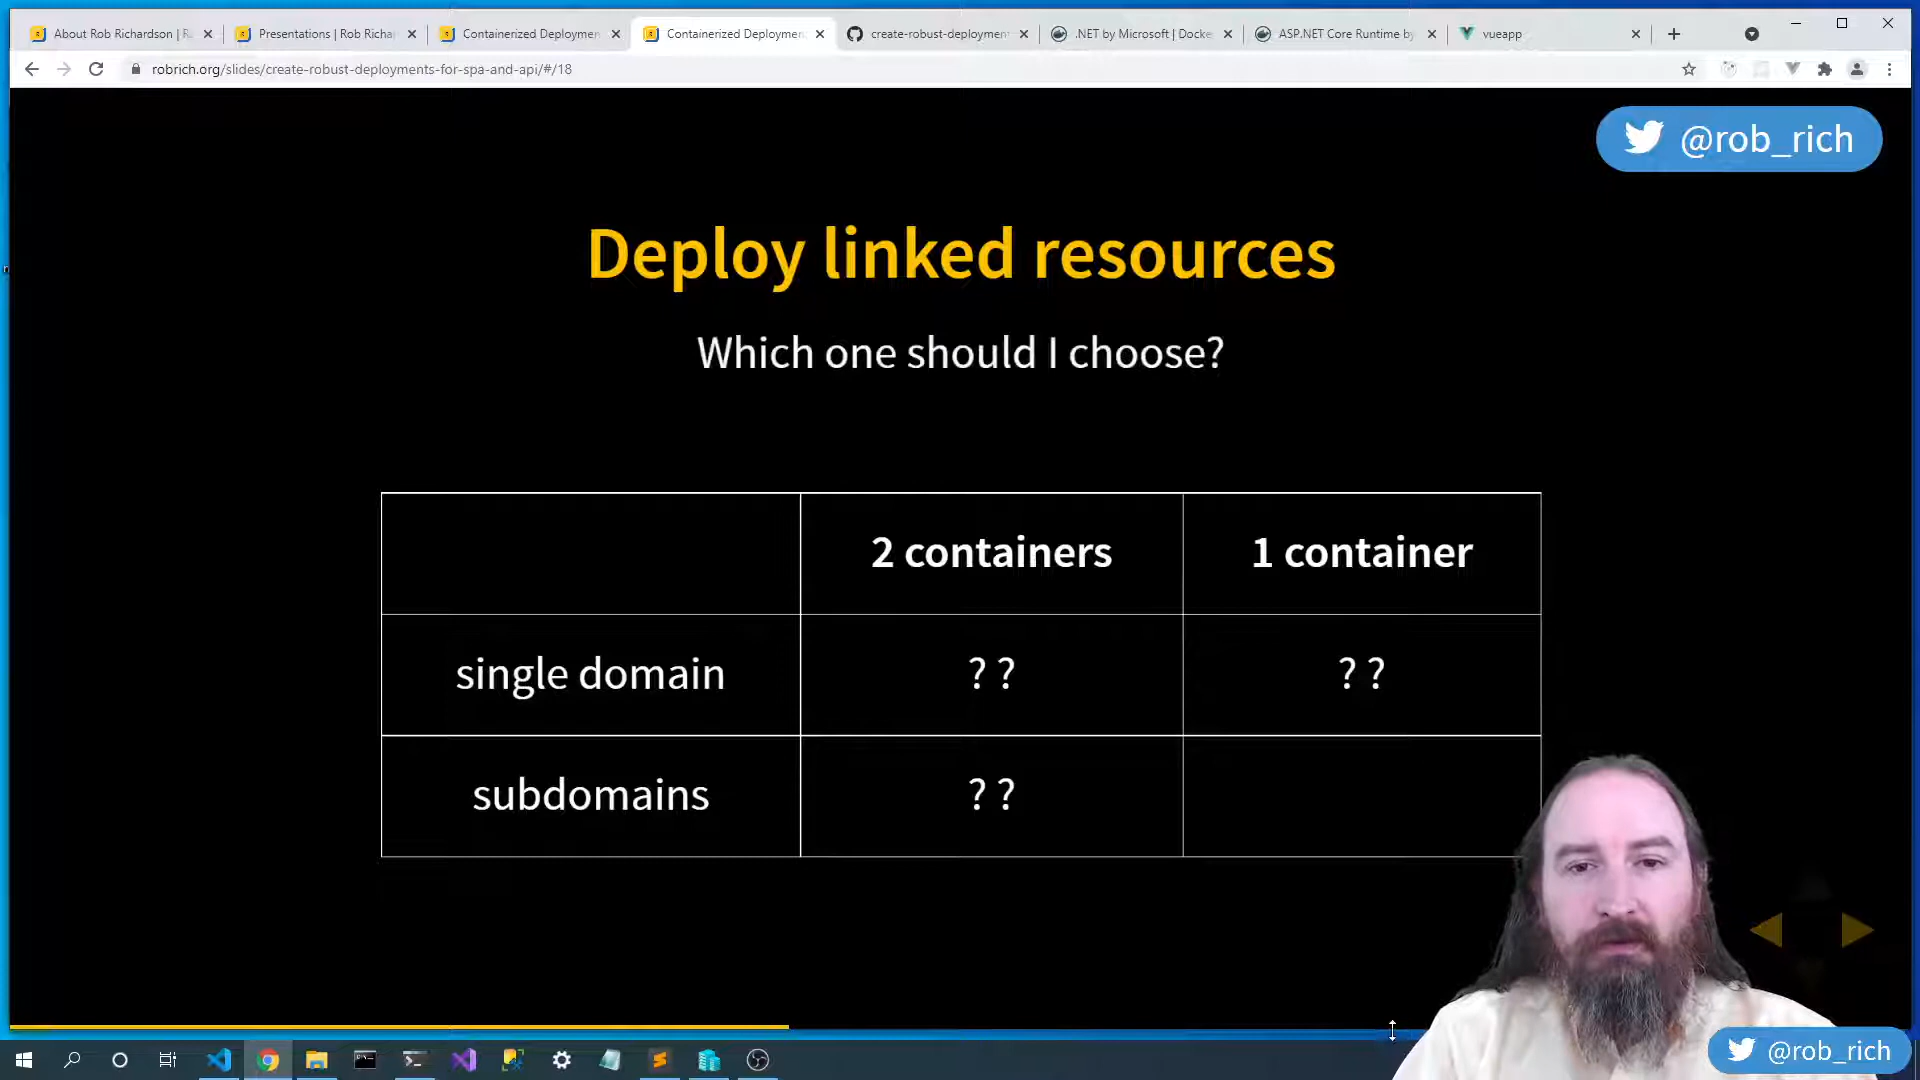 About Rob Richardson | R
Presentations | Rob Richa
Containerized Deploymen
Containerized Deploymen
create-robust-deploymen
.NET by Microsoft | Docke
ASP.NET Core Runtime by
vueapp
robrich.org/slides/create-robust-deployments-for-spa-and-api/#/18
@rob_rich
Deploy linked resources
Which one should I choose?
2 containers
1 container
single domain
? ?
? ?
subdomains
? ?
@rob_rich